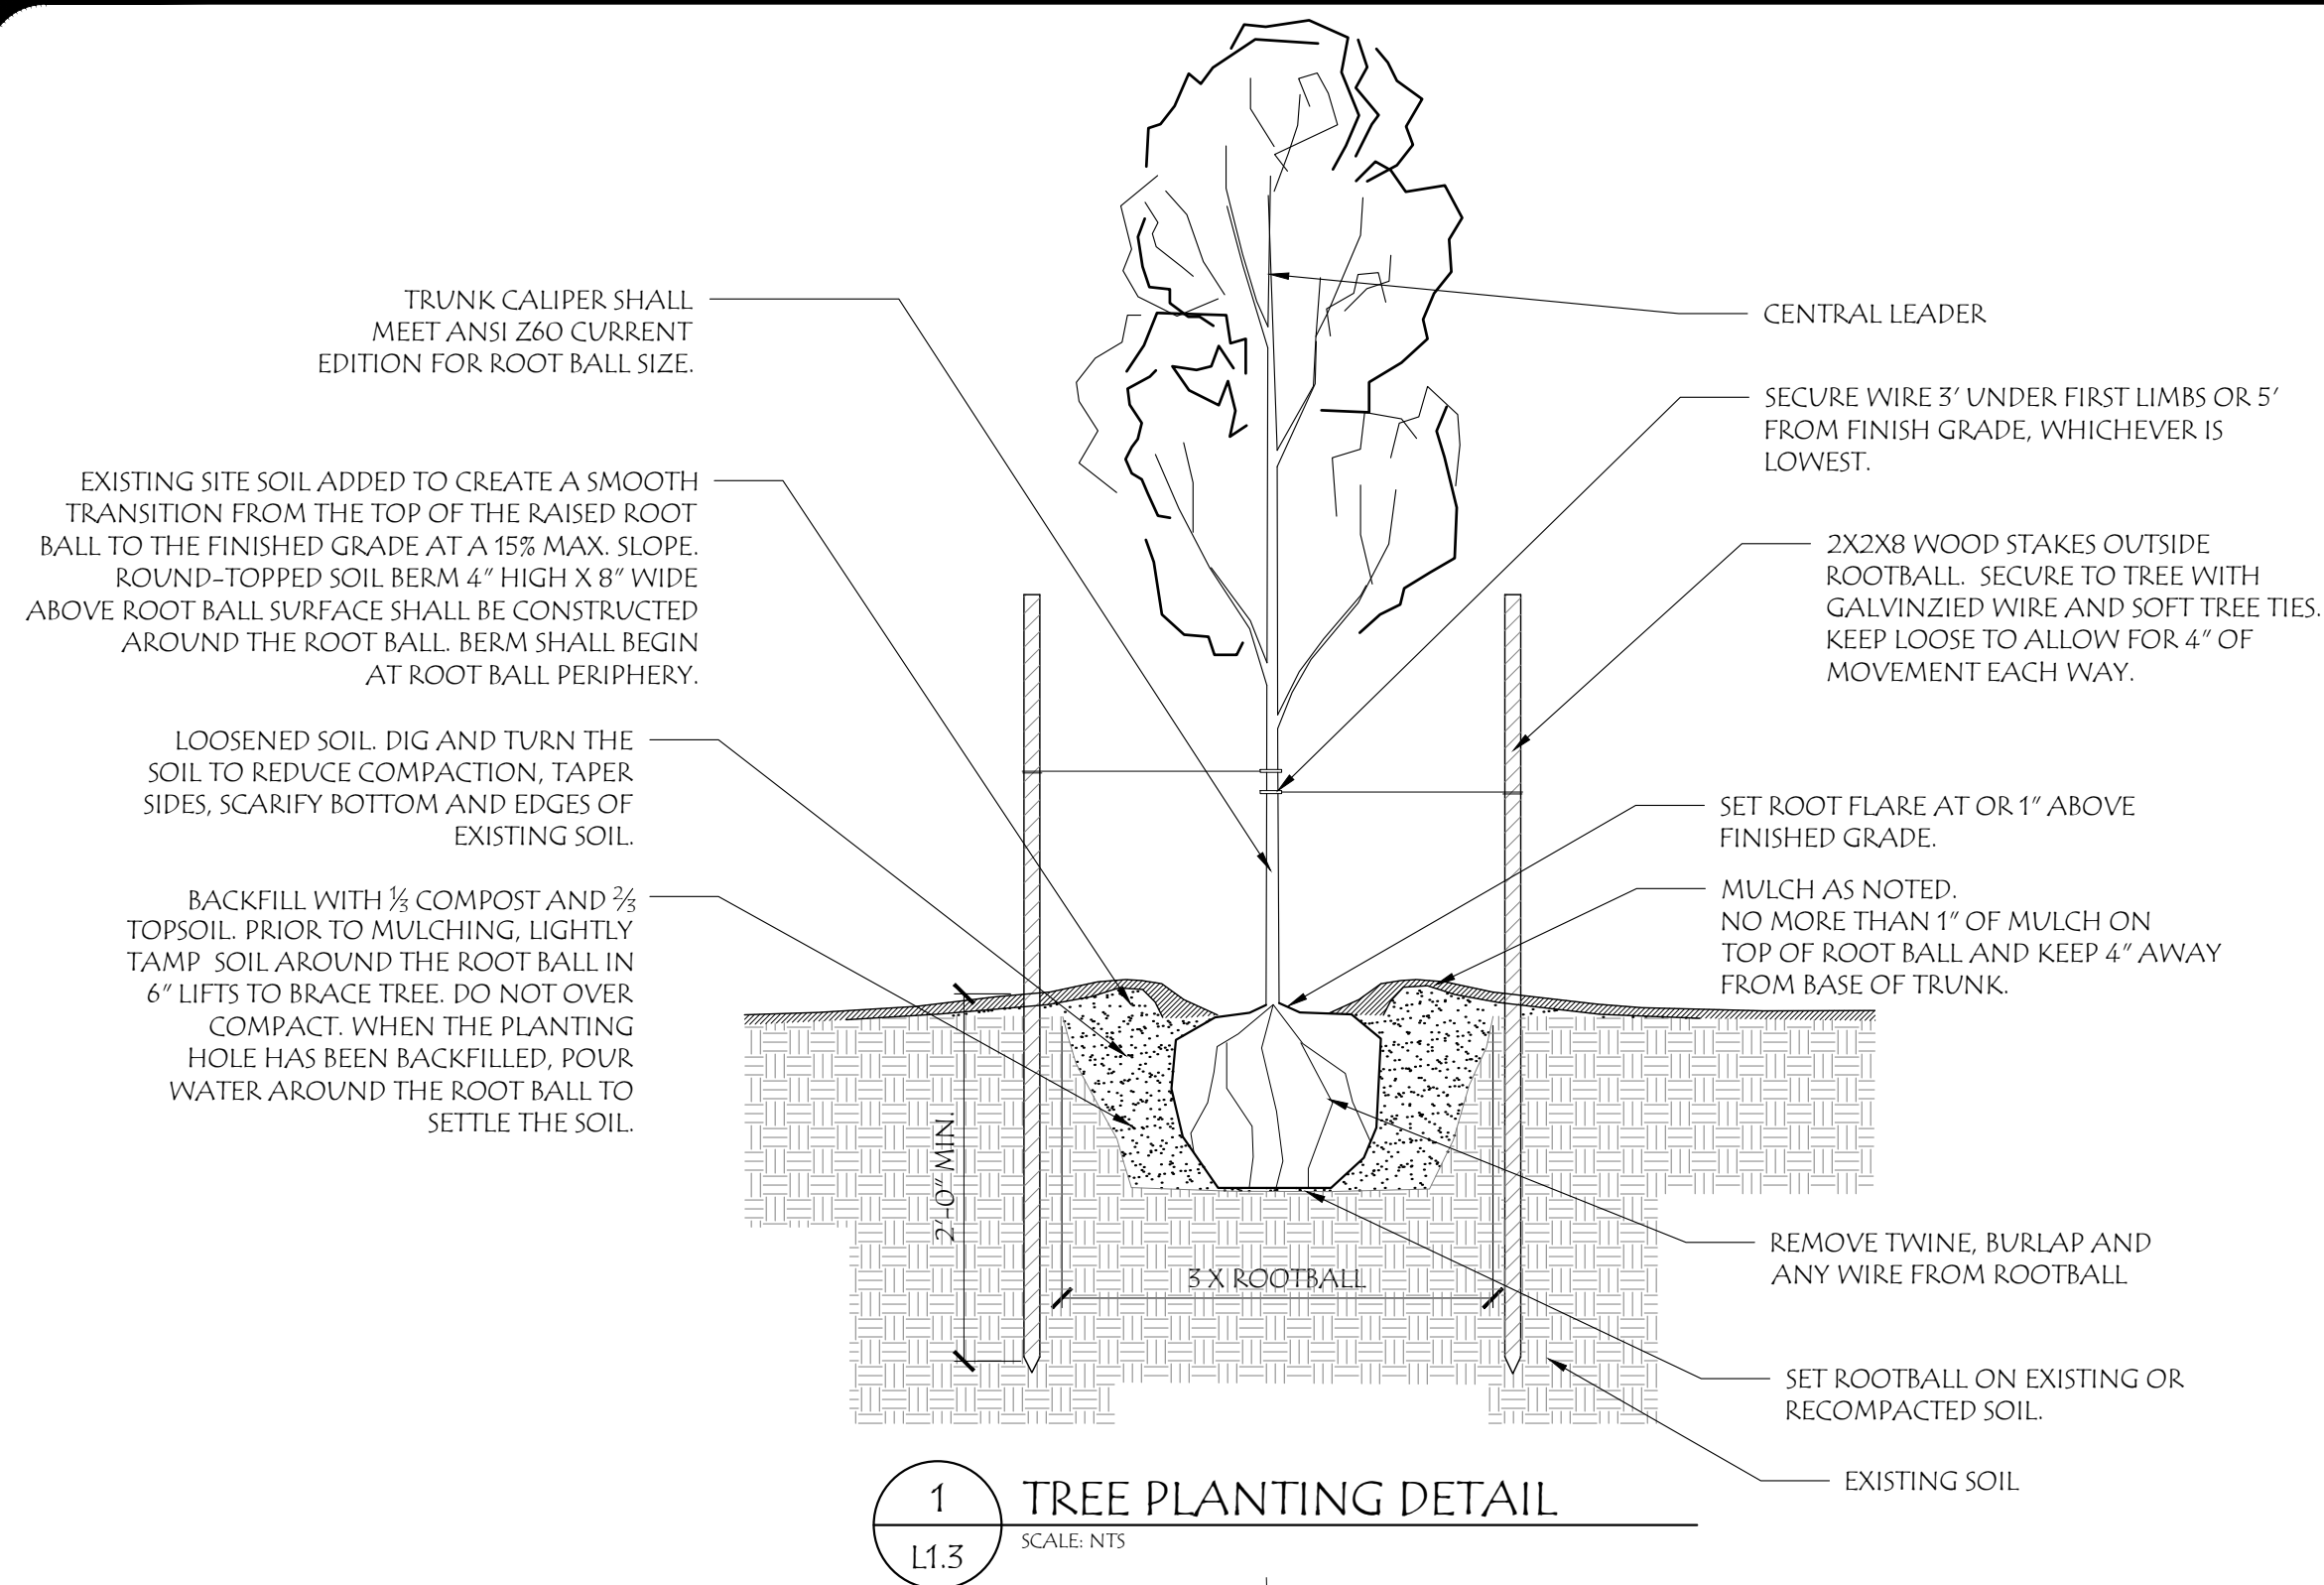 TRUNK CALIPER SHALL
MEET ANSI Z60 CURRENT
EDITION FOR ROOT BALL SIZE.
EXISTING SITE SOIL ADDED TO CREATE A SMOOTH
TRANSITION FROM THE TOP OF THE RAISED ROOT
BALL TO THE FINISHED GRADE AT A 15% MAX. SLOPE.
ROUND-TOPPED SOIL BERM 4" HIGH X 8" WIDE
ABOVE ROOT BALL SURFACE SHALL BE CONSTRUCTED
AROUND THE ROOT BALL. BERM SHALL BEGIN
AT ROOT BALL PERIPHERY.
LOOSENED SOIL. DIG AND TURN THE
SOIL TO REDUCE COMPACTION, TAPER
SIDES, SCARIFY BOTTOM AND EDGES OF
EXISTING SOIL.
BACKFILL WITH ⅓ COMPOST AND ⅔
TOPSOIL. PRIOR TO MULCHING, LIGHTLY
TAMP SOIL AROUND THE ROOT BALL IN
6" LIFTS TO BRACE TREE. DO NOT OVER
COMPACT. WHEN THE PLANTING
HOLE HAS BEEN BACKFILLED, POUR
WATER AROUND THE ROOT BALL TO
SETTLE THE SOIL.
CENTRAL LEADER
SECURE WIRE 3' UNDER FIRST LIMBS OR 5'
FROM FINISH GRADE, WHICHEVER IS
LOWEST.
2X2X8 WOOD STAKES OUTSIDE
ROOTBALL. SECURE TO TREE WITH
GALVINZIED WIRE AND SOFT TREE TIES.
KEEP LOOSE TO ALLOW FOR 4" OF
MOVEMENT EACH WAY.
SET ROOT FLARE AT OR 1" ABOVE
FINISHED GRADE.
MULCH AS NOTED.
NO MORE THAN 1" OF MULCH ON
TOP OF ROOT BALL AND KEEP 4" AWAY
FROM BASE OF TRUNK.
2'-0" MIN.
3 X ROOTBALL
REMOVE TWINE, BURLAP AND
ANY WIRE FROM ROOTBALL
SET ROOTBALL ON EXISTING OR
RECOMPACTED SOIL.
EXISTING SOIL
1
L1.3
TREE PLANTING DETAIL
SCALE: NTS